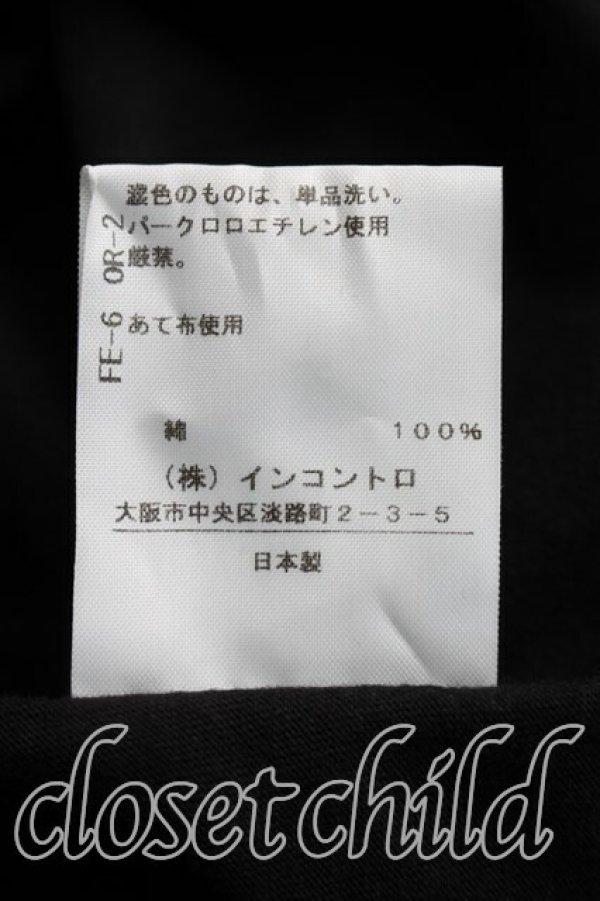 濃色のものは、単品洗い。
パークロロエチレン使用
厳禁。
あて布使用
FE-6 OR-2
綿 100%
(株)インコントロ
大阪市中央区淡路町2-3-5
日本製
closet child